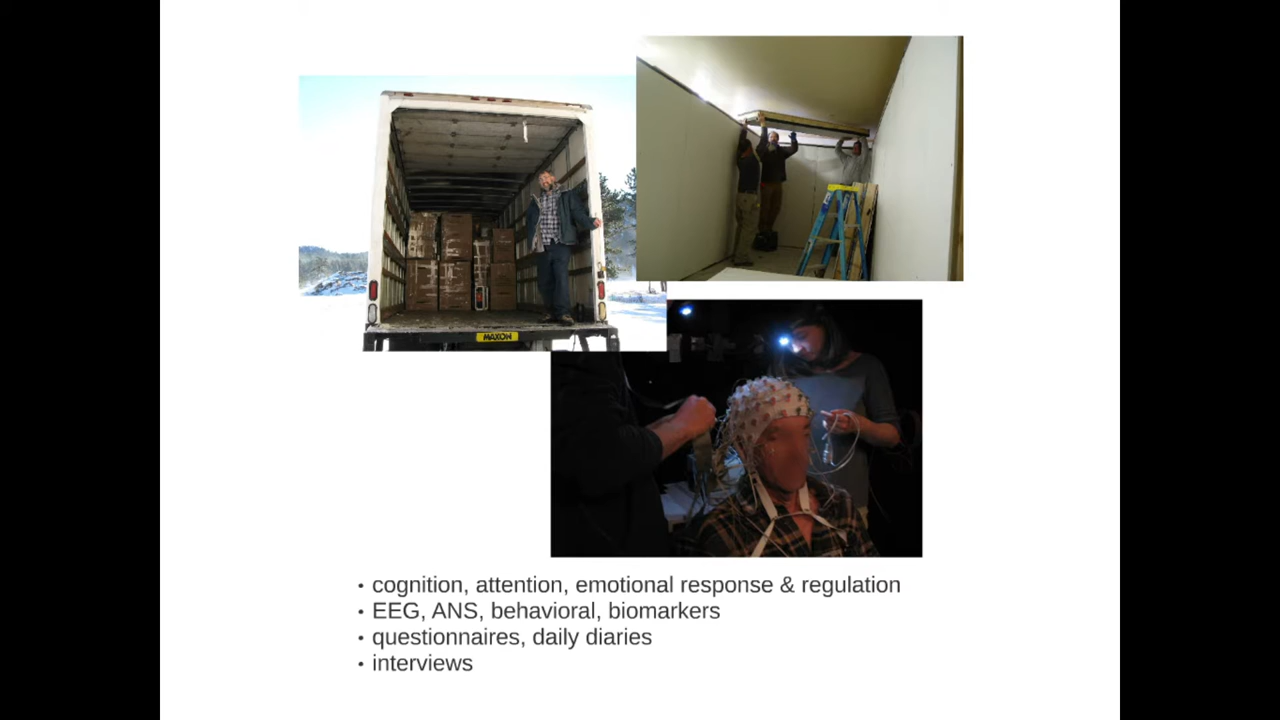 MAXON
• cognition, attention, emotional response & regulation
• EEG, ANS, behavioral, biomarkers
• questionnaires, daily diaries
• interviews